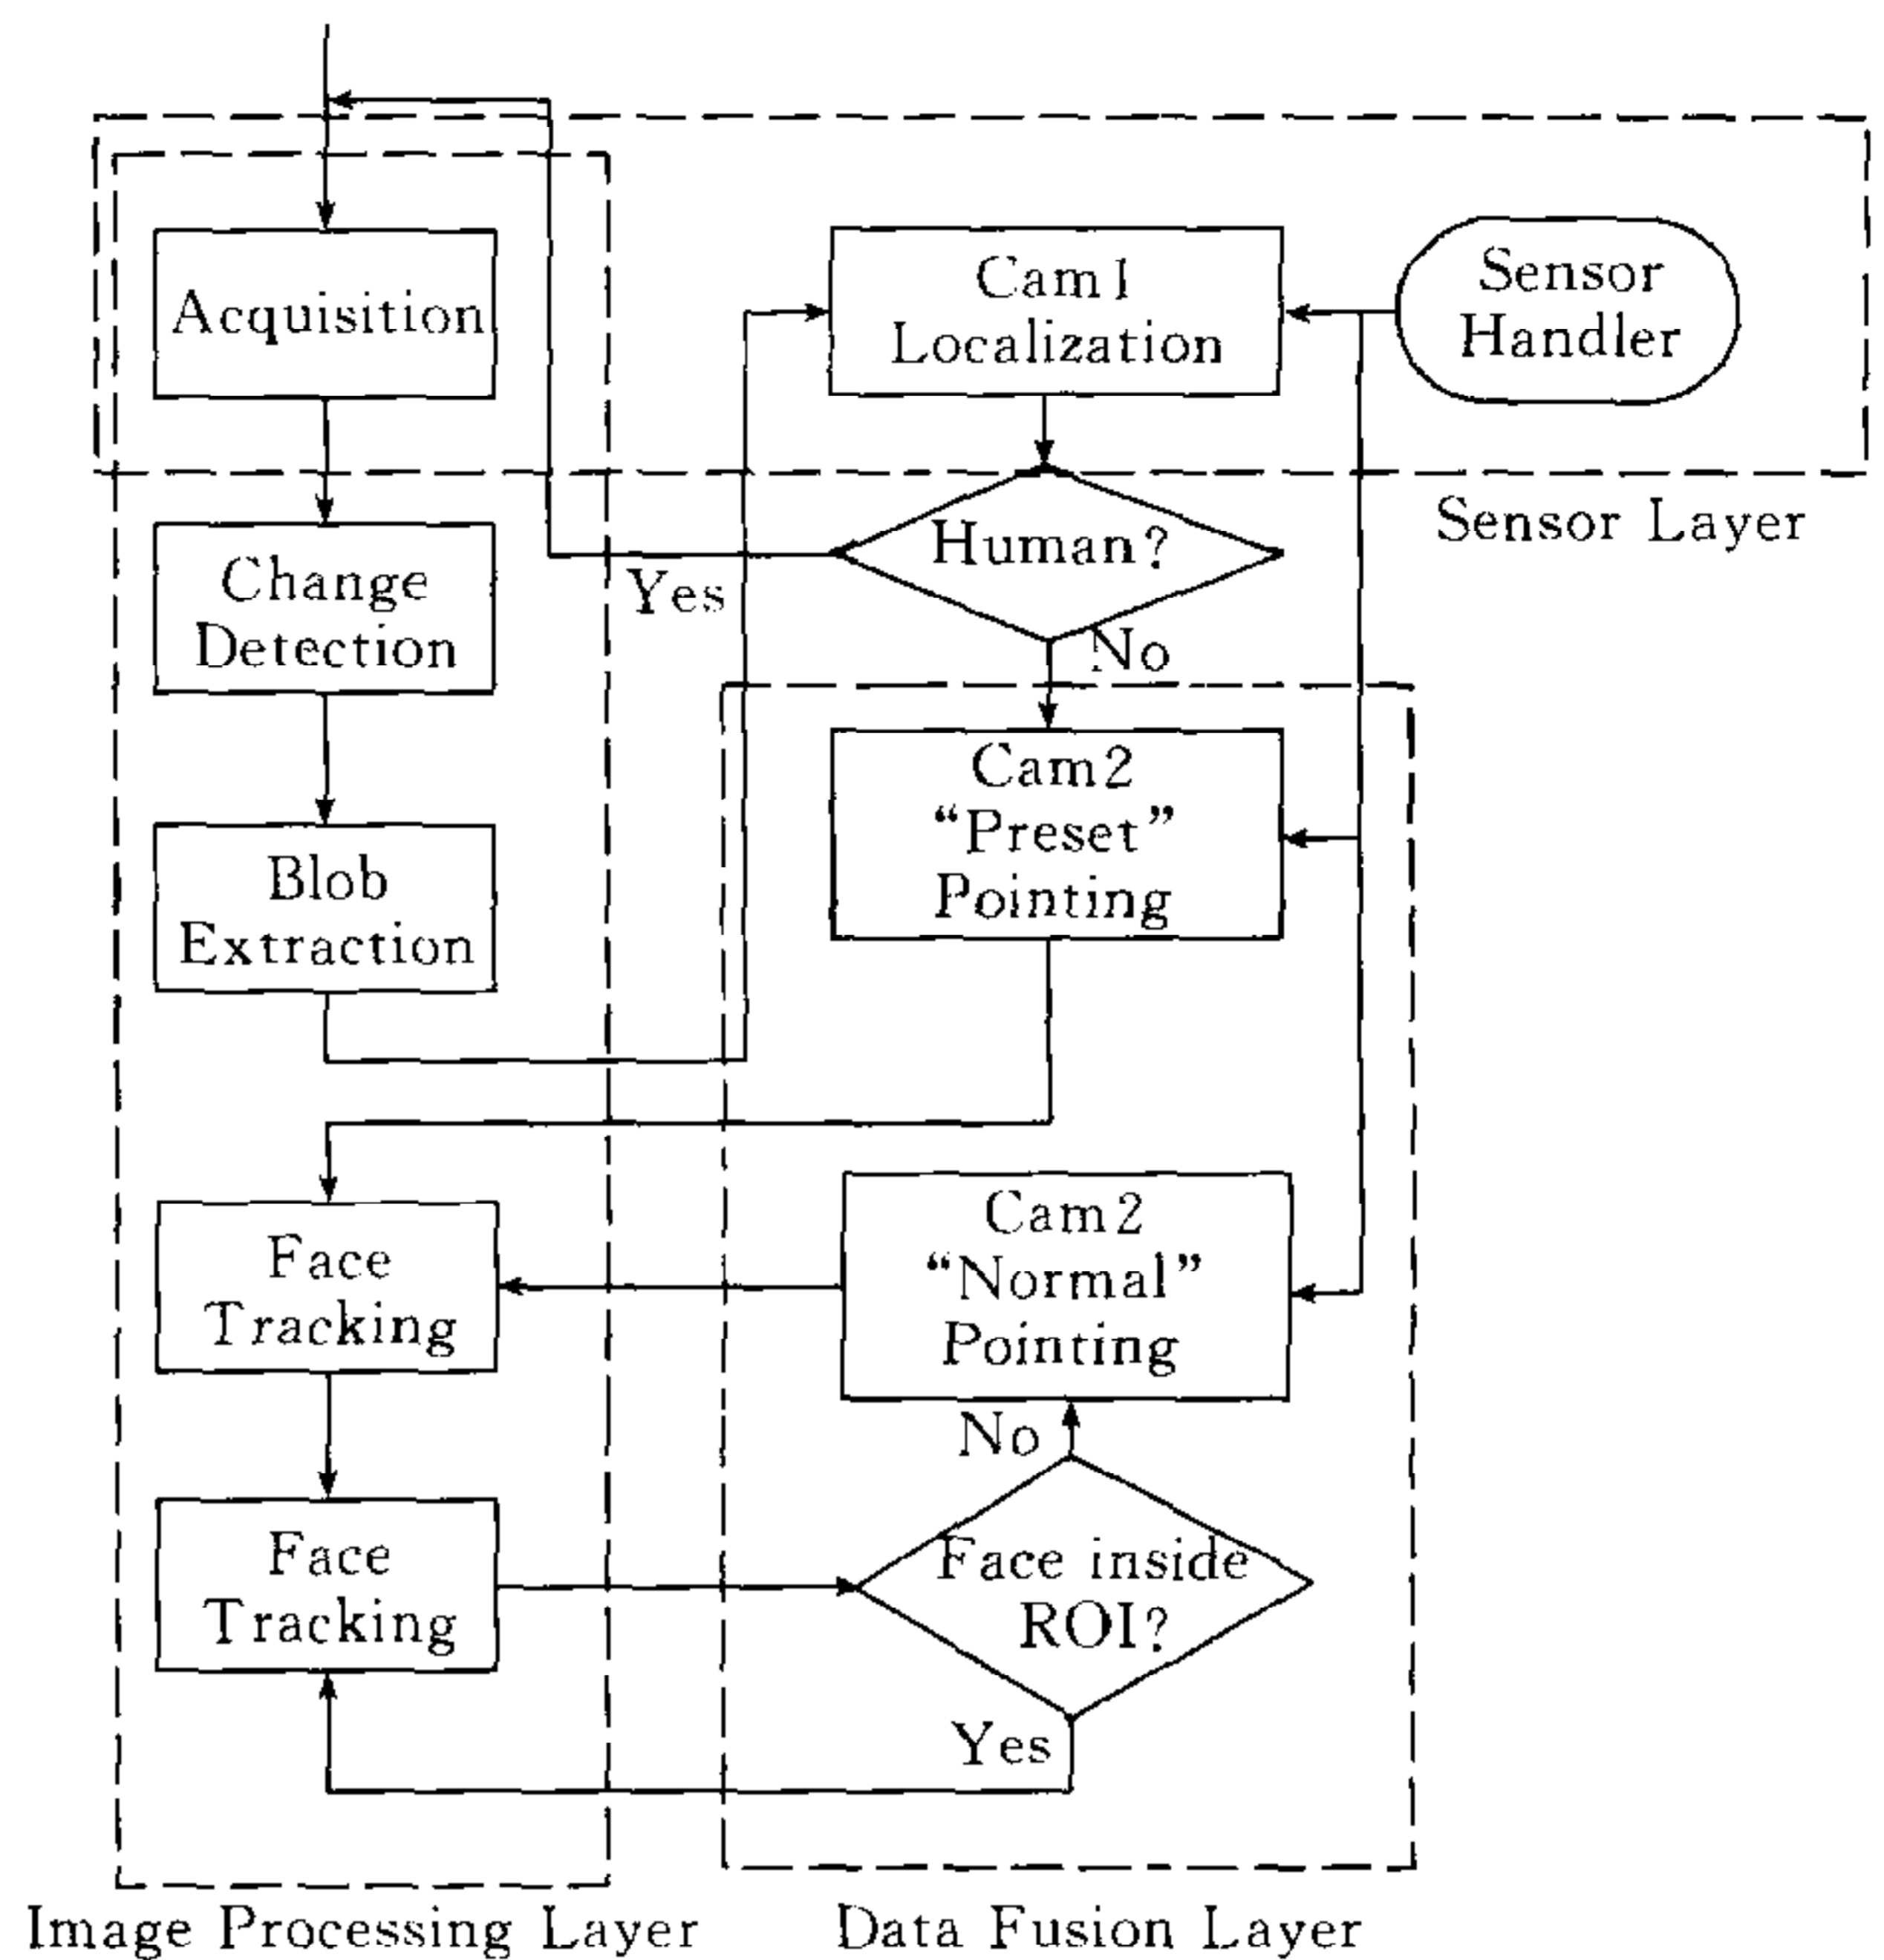 Acquisition
Cam1
Localization
Sensor
Handler
Sensor Layer
Human?
Yes
No
Change
Detection
Blob
Extraction
Cam2
“Preset”
Pointing
Face
Tracking
Cam2
“Normal”
Pointing
No
Face
Tracking
Face inside
ROI?
Yes
Image Processing Layer
Data Fusion Layer